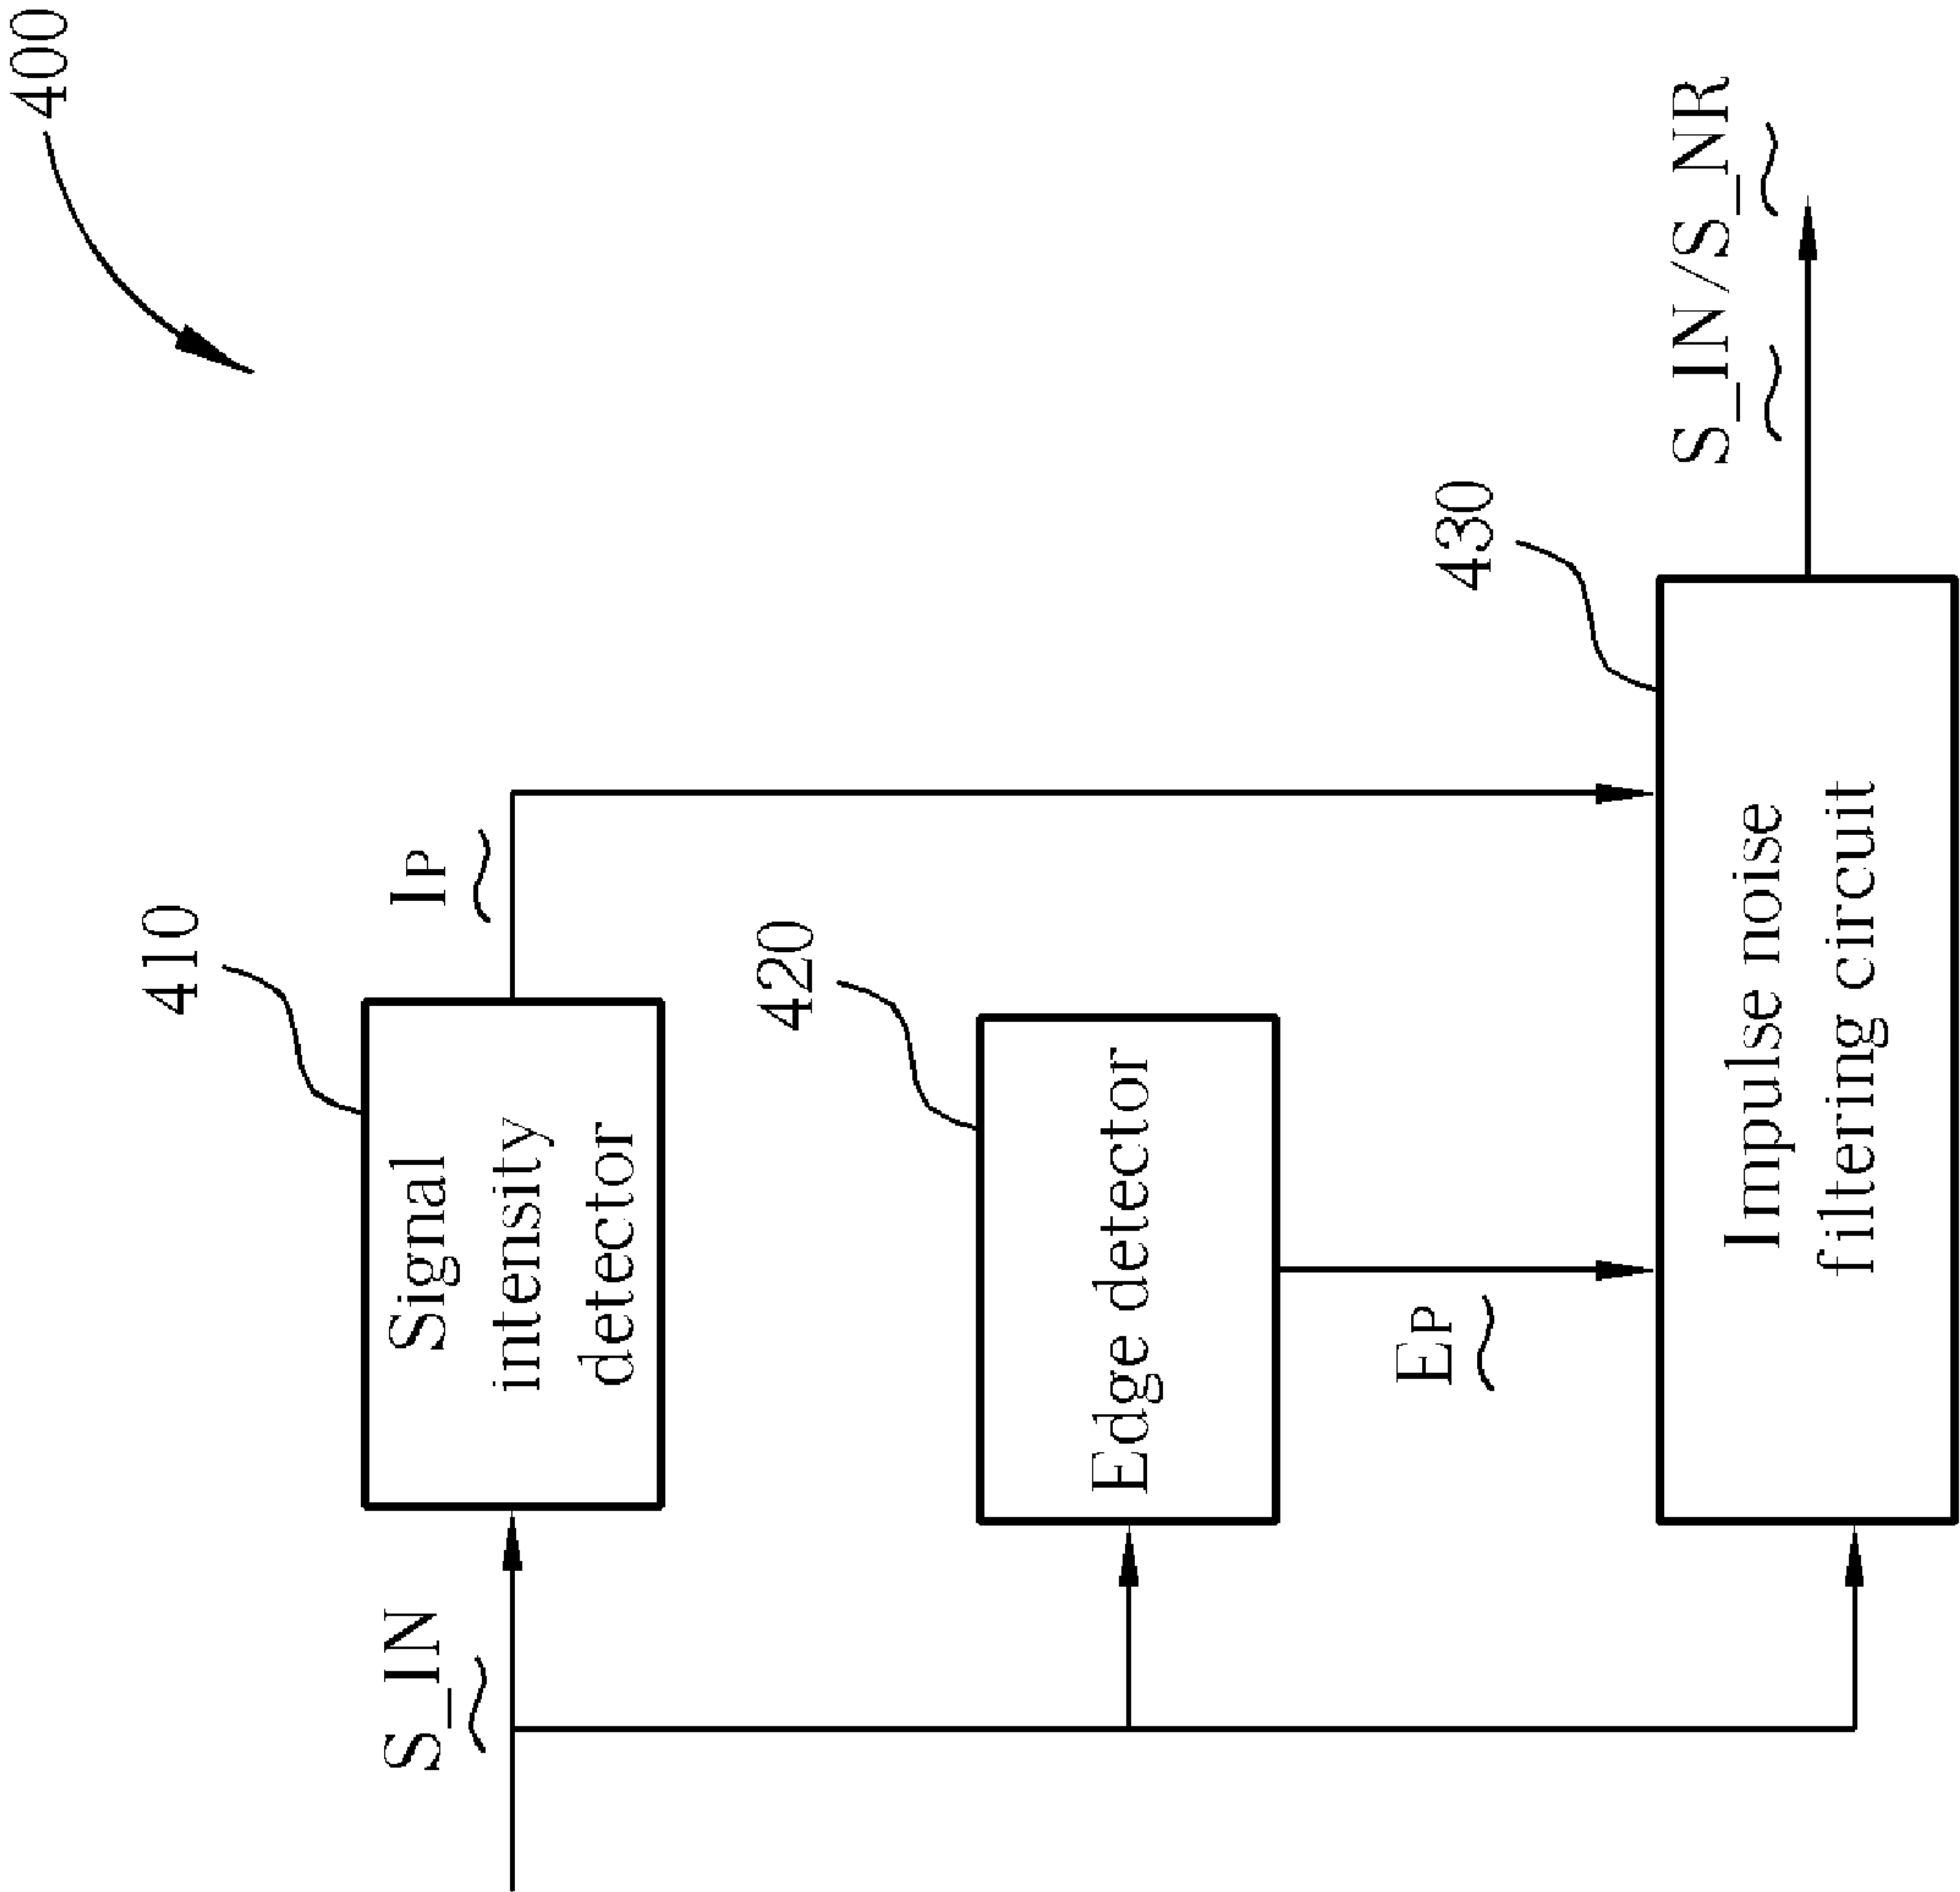 400
410
S_IN
Signal
intensity
detector
IP
420
Edge detector
EP
430
Impulse noise
filtering circuit
S_IN/S_NR